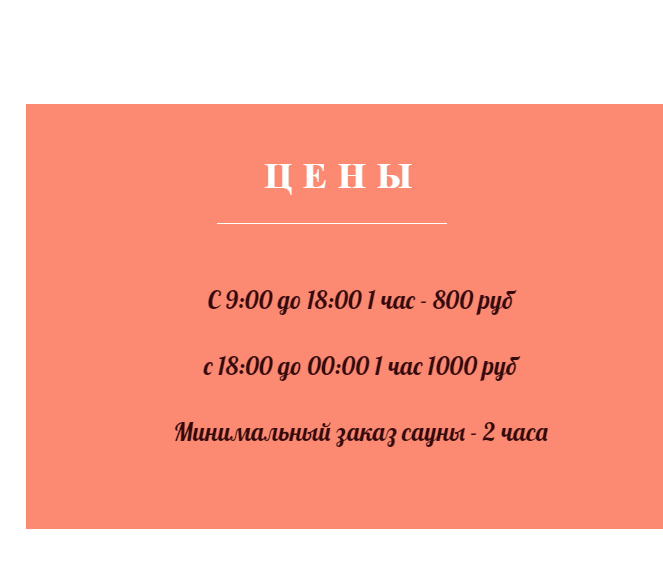 ЦЕНЫ
С 9:00 до 18:00 1 час - 800 руб
с 18:00 до 00:00 1 час 1000 руб
Минимальный заказ сауны - 2 часа